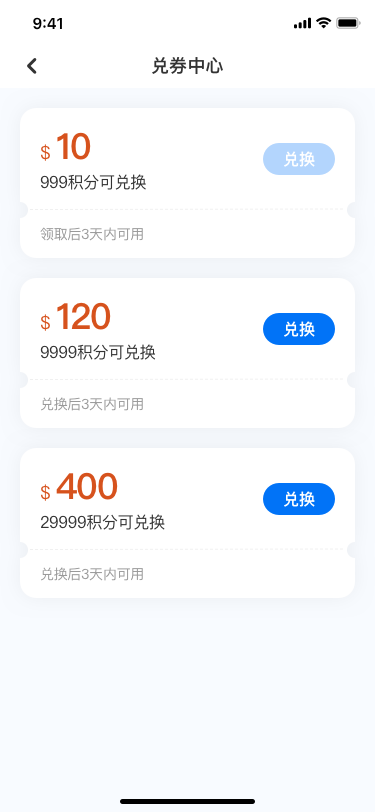 9:41
兑券中心
$ 10
兑换
999积分可兑换
领取后3天内可用
$ 120
兑换
9999积分可兑换
兑换后3天内可用
$ 400
兑换
29999积分可兑换
兑换后3天内可用